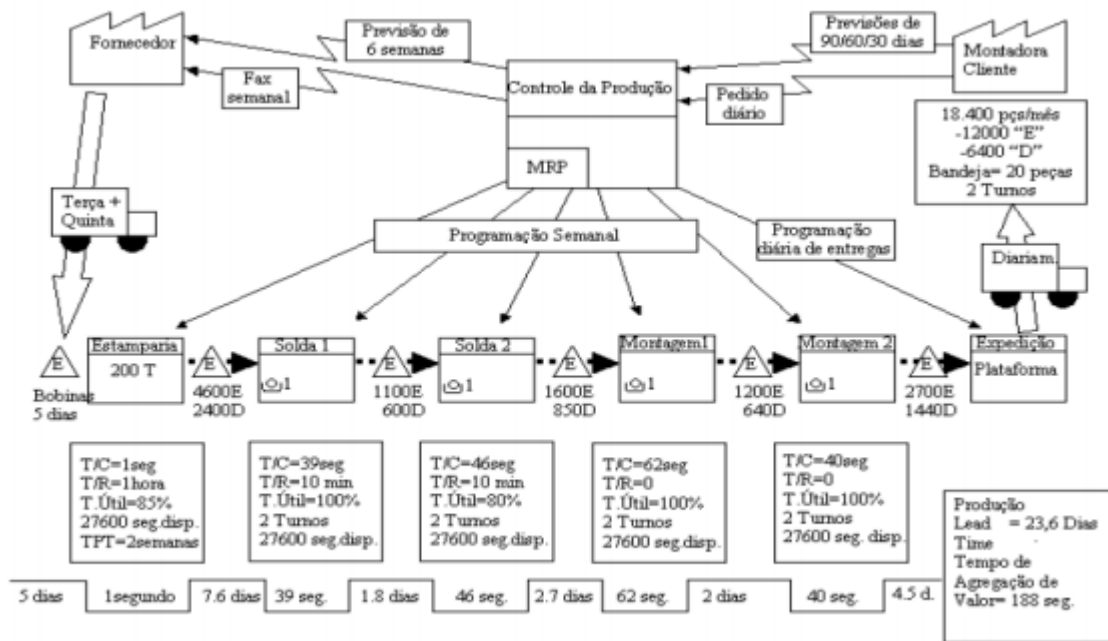 Fornecedor
Previsão de
6 semanas
Fax
semanal
Controle da Produção
MRP
Previsões de
90/60/30 dias
Pedido
diário
Montadora
Cliente
18.400 pçs/mês
-12000 "E"
-6400 "D"
Bandeja= 20 peças
2 Turnos
Terça +
Quinta
Programação Semanal
Programação
diária de entregas
Diariam.
E
Bobinas
5 dias
Estamparia
200 T
E
4600E
2400D
Solda 1
1
E
1100E
600D
Solda 2
1
E
1600E
850D
Montagem1
1
E
1200E
640D
Montagem 2
1
E
2700E
1440D
Expedição
Plataforma
T/C=1seg
T/R=1hora
T.Útil=85%
27600 seg.disp.
TPT=2semanas
T/C=39seg
T/R=10 min
T.Útil=100%
2 Turnos
27600 seg.disp.
T/C=46seg
T/R=10 min
T.Útil=80%
2 Turnos
27600 seg.disp.
T/C=62seg
T/R=0
T.Útil=100%
2 Turnos
27600 seg.disp.
T/C=40seg
T/R=0
T.Útil=100%
2 Turnos
27600 seg.disp.
Produção
Lead = 23,6 Dias
Time
Tempo de
Agregação de
Valor= 188 seg.
5 dias
1segundo
7.6 dias
39 seg.
1.8 dias
46 seg.
2.7 dias
62 seg.
2 dias
40 seg.
4.5 d.